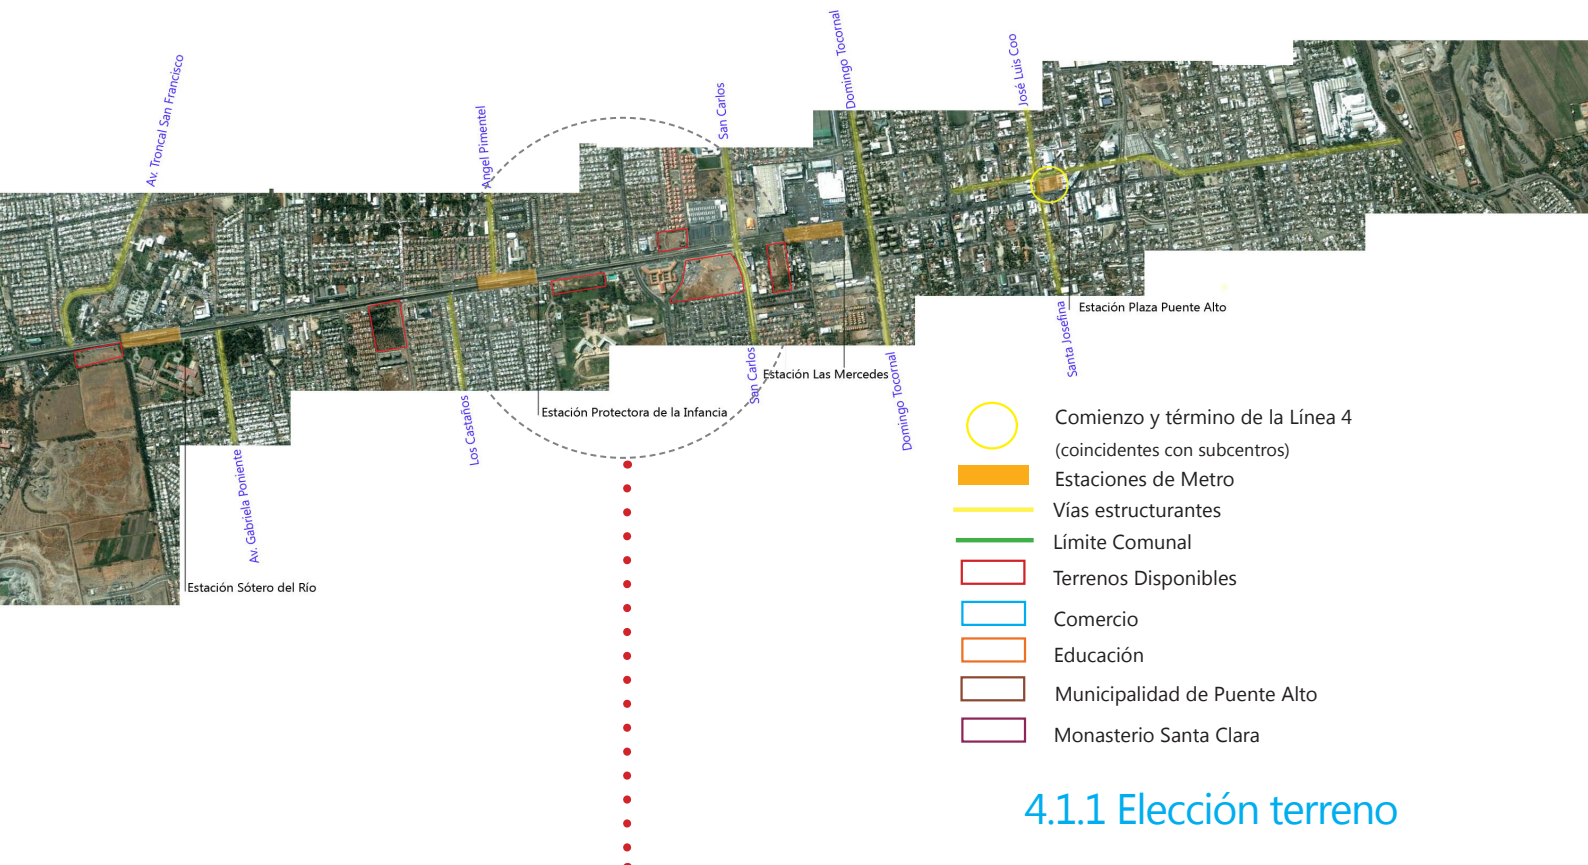 Av. Troncal San Francisco
Angel Pimentel
San Carlos
Domingo Tocornal
José Luis Coo
Estación Plaza Puente Alto
Santa Josefina
Estación Las Mercedes
San Carlos
Domingo Tocornal
Estación Protectora de la Infancia
Los Castaños
Av. Gabriela Poniente
Estación Sótero del Río
Comienzo y término de la Línea 4
(coincidentes con subcentros)
Estaciones de Metro
Vías estructurantes
Límite Comunal
Terrenos Disponibles
Comercio
Educación
Municipalidad de Puente Alto
Monasterio Santa Clara
4.1.1 Elección terreno